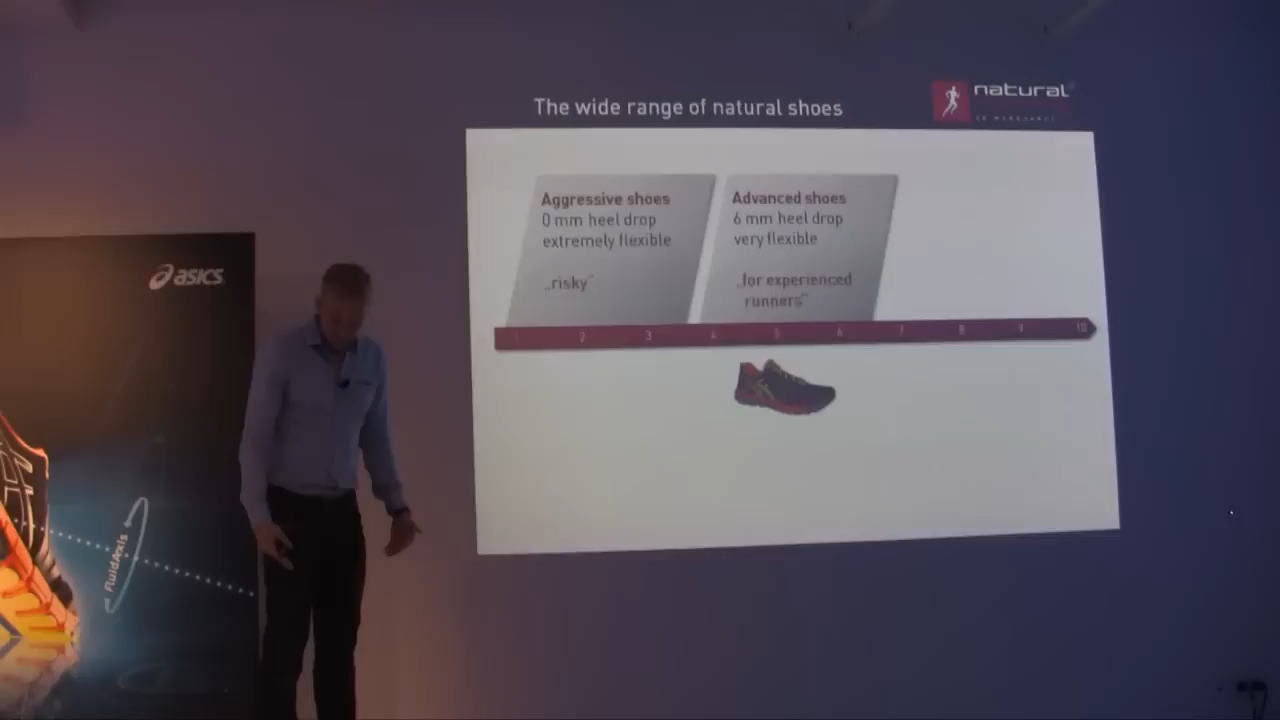 The wide range of natural shoes
natural
Aggressive shoes
0 mm heel drop
extremely flexible
„risky“
Advanced shoes
6 mm heel drop
very flexible
„for experienced
runners“
1 2 3 4 5 6 7 8 9 10
asics
FluidAxis